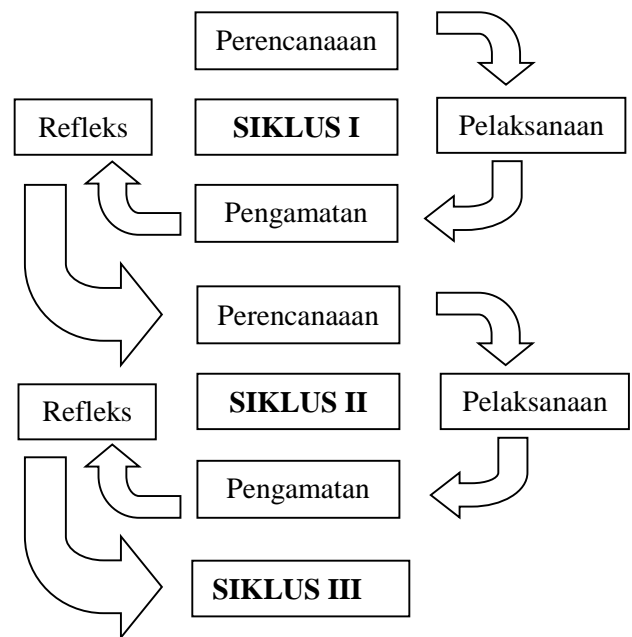 Perencanaaan
Refleks
SIKLUS I
Pelaksanaan
Pengamatan
Perencanaaan
Refleks
SIKLUS II
Pelaksanaan
Pengamatan
SIKLUS III